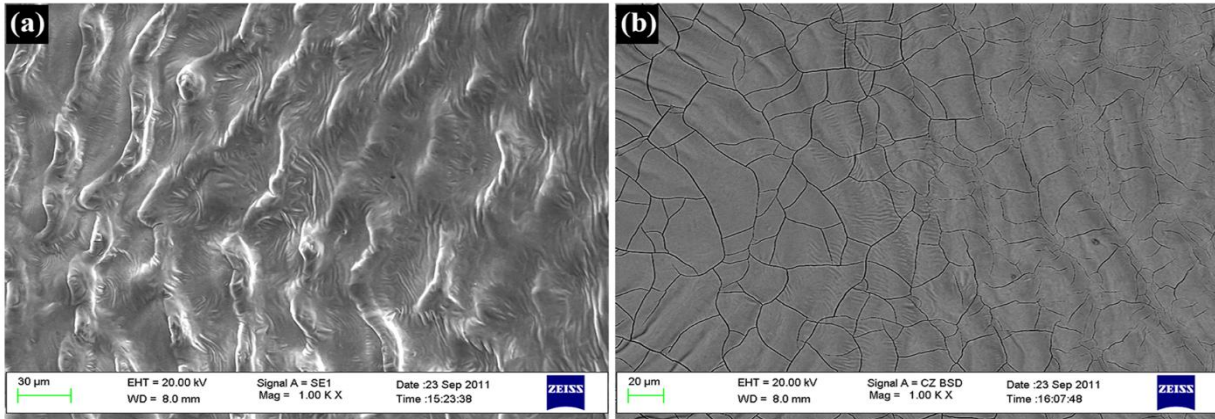 (a)
30 µm
EHT = 20.00 kV
WD = 8.0 mm
Signal A = SE1
Mag = 1.00 K X
Date :23 Sep 2011
Time :15:23:38
ZEISS
(b)
20 µm
EHT = 20.00 kV
WD = 8.0 mm
Signal A = CZ BSD
Mag = 1.00 K X
Date :23 Sep 2011
Time :16:07:48
ZEISS